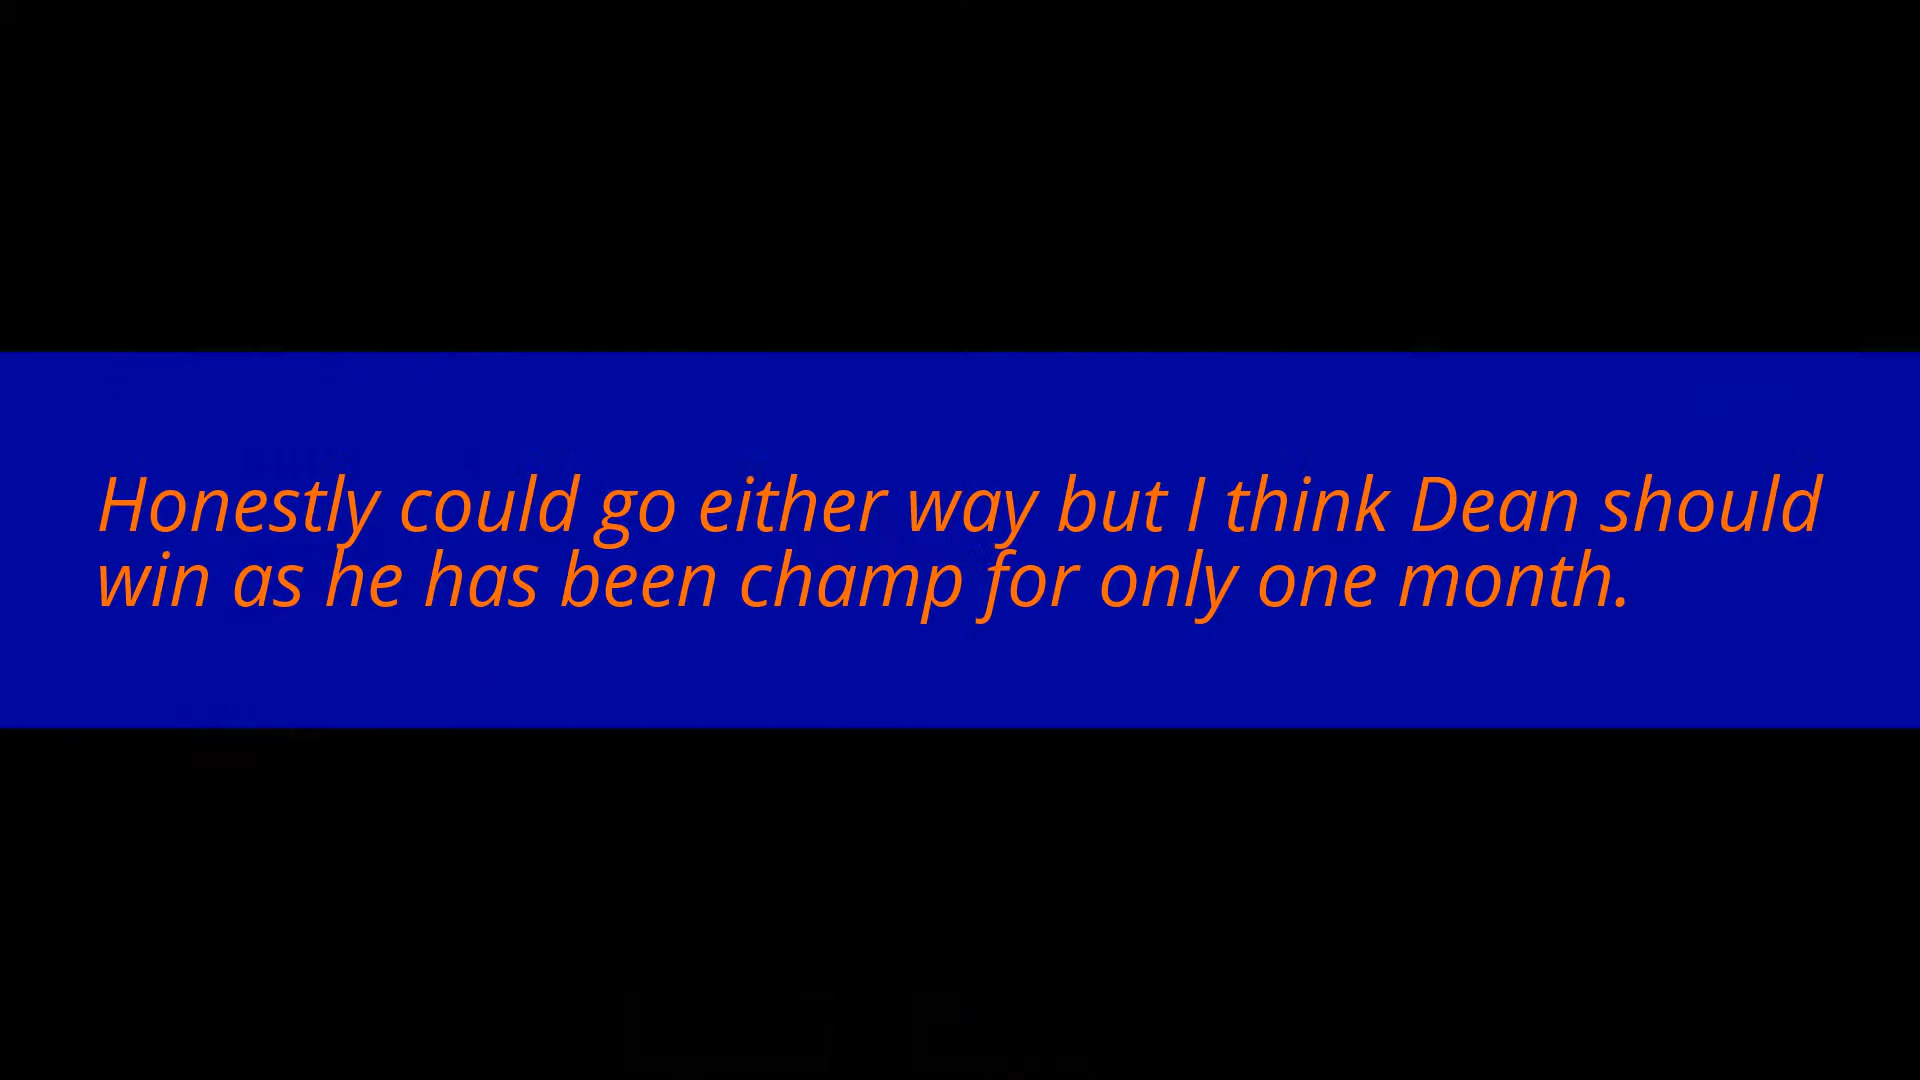 Honestly could go either way but I think Dean should
win as he has been champ for only one month.